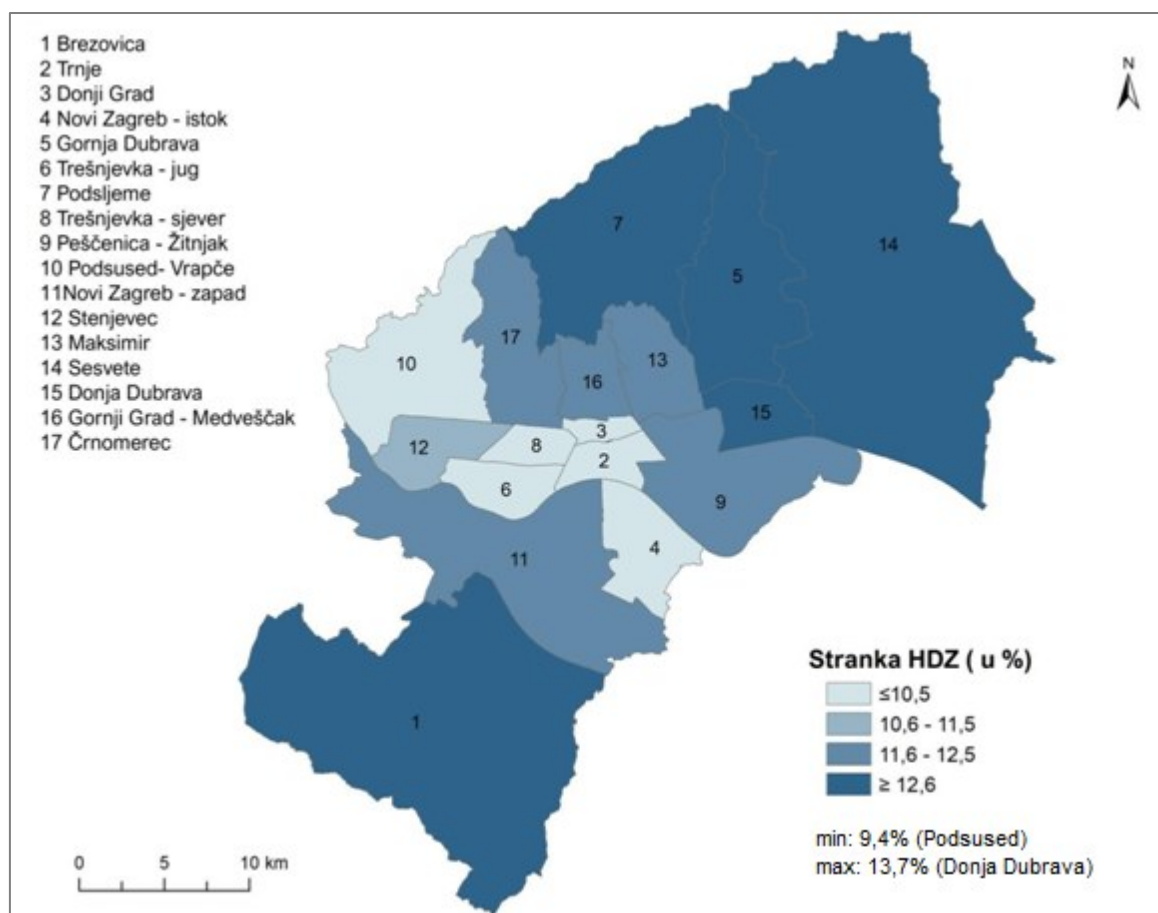 1 Brezovica
2 Trnje
3 Donji Grad
4 Novi Zagreb - istok
5 Gornja Dubrava
6 Trešnjevka - jug
7 Podsljeme
8 Trešnjevka - sjever
9 Peščenica - Žitnjak
10 Podsused- Vrapče
11Novi Zagreb - zapad
12 Stenjevec
13 Maksimir
14 Sesvete
15 Donja Dubrava
16 Gornji Grad - Medveščak
17 Črnomerec
N
7
14
5
17
13
10
16
15
3
12
8
2
6
9
4
11
1
Stranka HDZ ( u %)
≤10,5
10,6 - 11,5
11,6 - 12,5
≥ 12,6
min: 9,4% (Podsused)
max: 13,7% (Donja Dubrava)
0 5 10 km